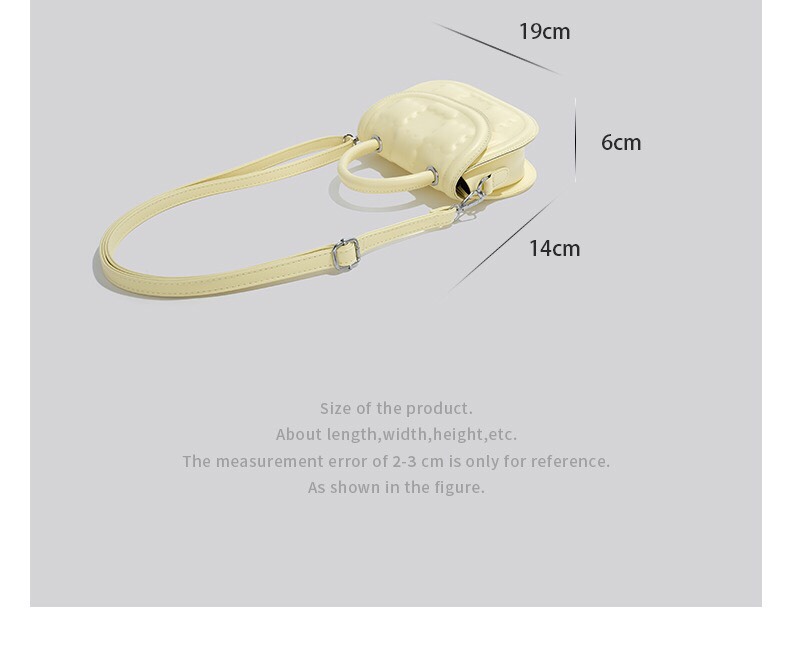 19cm
6cm
14cm
Size of the product.
About length,width,height,etc.
The measurement error of 2-3 cm is only for reference.
As shown in the figure.